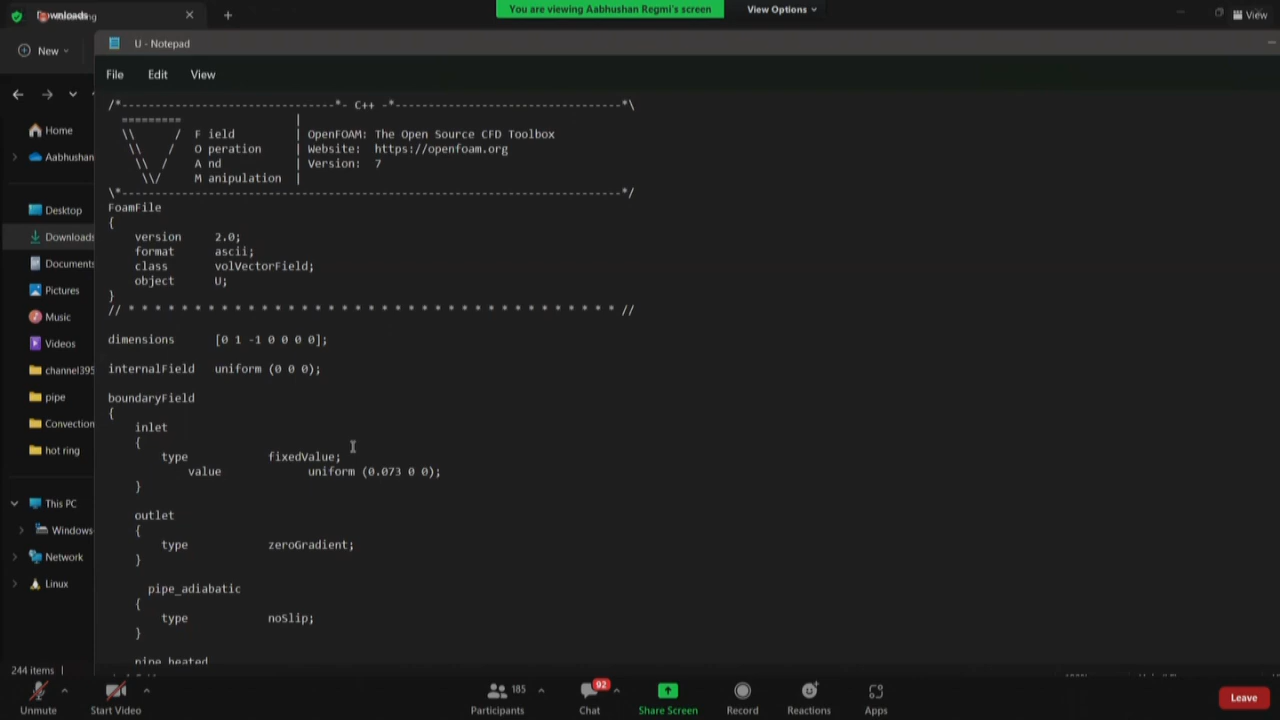 You are viewing Aabhushan Regmi's screen
View Options
View
Downloads
New
U - Notepad
File Edit View
/*--------------------------------*- C++ -*----------------------------------*\
========= |
\\ / F ield | OpenFOAM: The Open Source CFD Toolbox
\\ / O peration | Website: https://openfoam.org
\\ / A nd | Version: 7
\\/ M anipulation |
\*---------------------------------------------------------------------------*/
FoamFile
{
version 2.0;
format ascii;
class volVectorField;
object U;
}
// * * * * * * * * * * * * * * * * * * * * * * * * * * * * * * * * * * * * * //
dimensions [0 1 -1 0 0 0 0];
internalField uniform (0 0 0);
boundaryField
{
inlet
{
type fixedValue;
value uniform (0.073 0 0);
}
outlet
{
type zeroGradient;
}
pipe_adiabatic
{
type noSlip;
}
pipe_heated
Home
Aabhushan
Desktop
Downloads
Documents
Pictures
Music
Videos
channel395
pipe
Convection
hot ring
This PC
Windows
Network
Linux
244 items
Unmute
Start Video
185
Participants
92
Chat
Share Screen
Record
Reactions
Apps
Leave